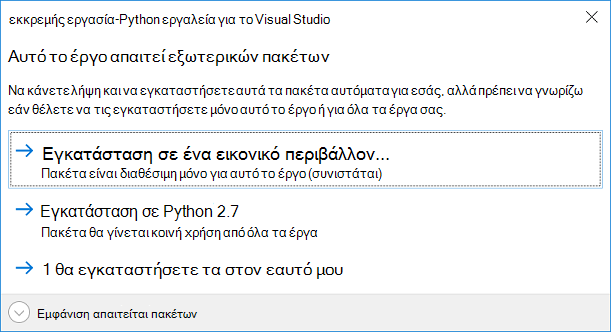 εκκρεμής εργασία-Python εργαλεία για το Visual Studio
Αυτό το έργο απαιτεί εξωτερικών πακέτων
Να κάνετε λήψη και να εγκαταστήσετε αυτά τα πακέτα αυτόματα για εσάς, αλλά πρέπει να γνωρίζω
εάν θέλετε να τις εγκαταστήσετε μόνο αυτό το έργο ή για όλα τα έργα σας.
Εγκατάσταση σε ένα εικονικό περιβάλλον...
Πακέτα είναι διαθέσιμη μόνο για αυτό το έργο (συνιστάται)
Εγκατάσταση σε Python 2.7
Πακέτα θα γίνεται κοινή χρήση από όλα τα έργα
1 θα εγκαταστήσετε τα στον εαυτό μου
Εμφάνιση απαιτείται πακέτων